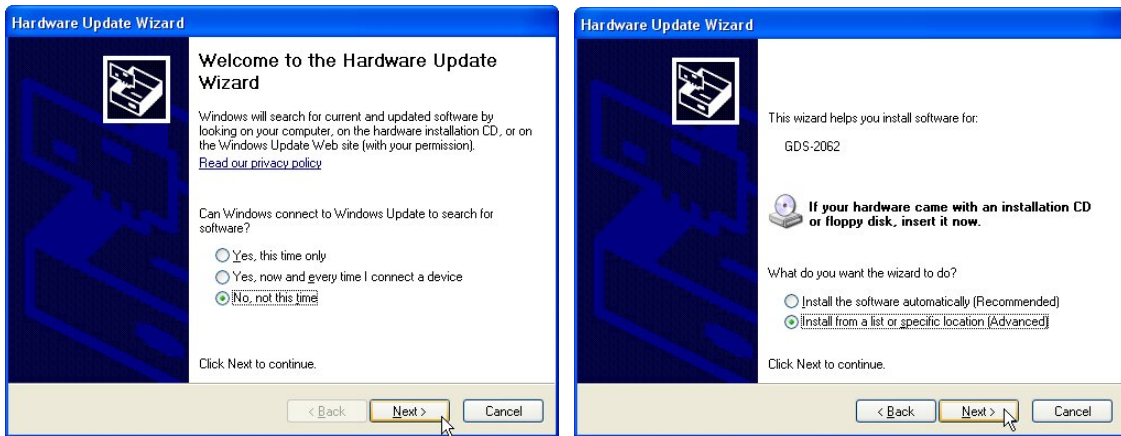 Hardware Update Wizard
Welcome to the Hardware Update
Wizard
Windows will search for current and updated software by
looking on your computer, on the hardware installation CD, or on
the Windows Update Web site (with your permission).
Read our privacy policy
Can Windows connect to Windows Update to search for
software?
Yes, this time only
Yes, now and every time I connect a device
No, not this time
Click Next to continue.
< Back
Next >
Cancel
Hardware Update Wizard
This wizard helps you install software for:
GDS-2062
If your hardware came with an installation CD
or floppy disk, insert it now.
What do you want the wizard to do?
Install the software automatically (Recommended)
Install from a list or specific location (Advanced)
Click Next to continue.
< Back
Next >
Cancel